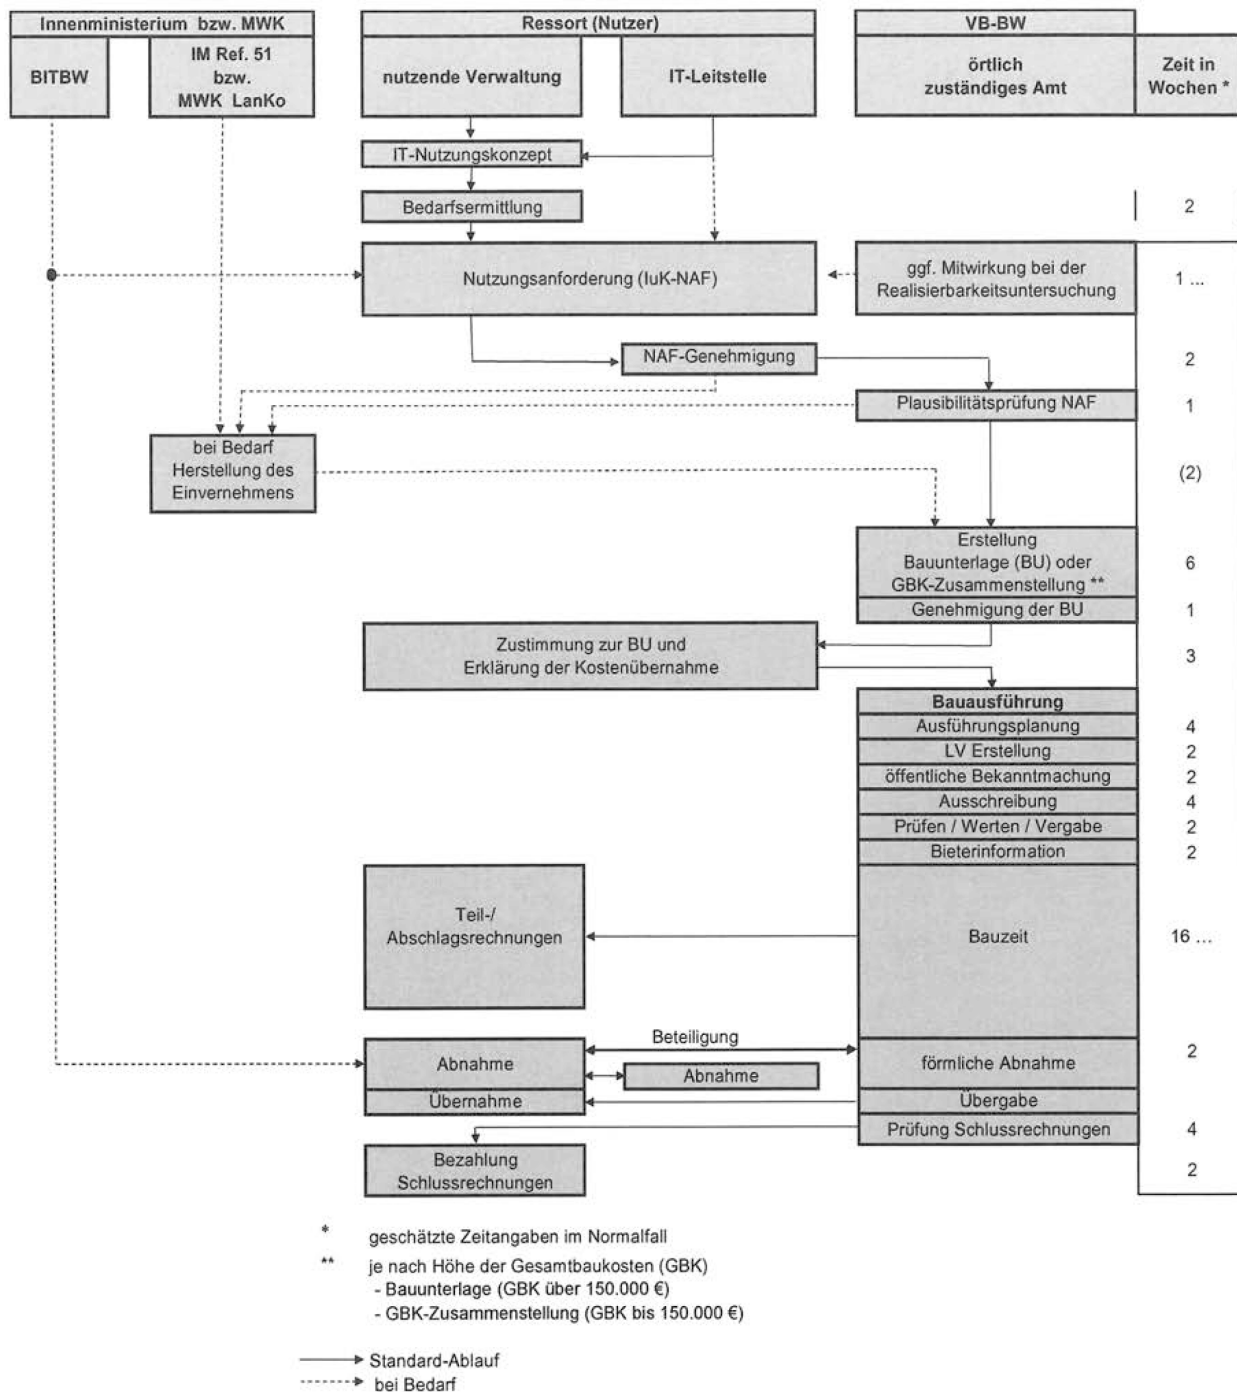 Innenministerium bzw. MWK
Ressort (Nutzer)
VB-BW
BITBW
IM Ref. 51
bzw.
MWK LanKo
nutzende Verwaltung
IT-Leitstelle
örtlich
zuständiges Amt
Zeit in
Wochen *
IT-Nutzungskonzept
Bedarfsermittlung
2
Nutzungsanforderung (IuK-NAF)
ggf. Mitwirkung bei der
Realisierbarkeitsuntersuchung
1 ...
NAF-Genehmigung
2
Plausibilitätsprüfung NAF
1
bei Bedarf
Herstellung des
Einvernehmens
(2)
Erstellung
Bauunterlage (BU) oder
GBK-Zusammenstellung **
6
Genehmigung der BU
1
Zustimmung zur BU und
Erklärung der Kostenübernahme
3
Bauausführung
Ausführungsplanung
4
LV Erstellung
2
öffentliche Bekanntmachung
2
Ausschreibung
4
Prüfen / Werten / Vergabe
2
Bieterinformation
2
Teil-/
Abschlagsrechnungen
Bauzeit
16 ...
Beteiligung
Abnahme
Abnahme
förmliche Abnahme
2
Übernahme
Übergabe
Prüfung Schlussrechnungen
4
Bezahlung
Schlussrechnungen
2
* geschätzte Zeitangaben im Normalfall
** je nach Höhe der Gesamtbaukosten (GBK)
- Bauunterlage (GBK über 150.000 €)
- GBK-Zusammenstellung (GBK bis 150.000 €)
Standard-Ablauf
bei Bedarf